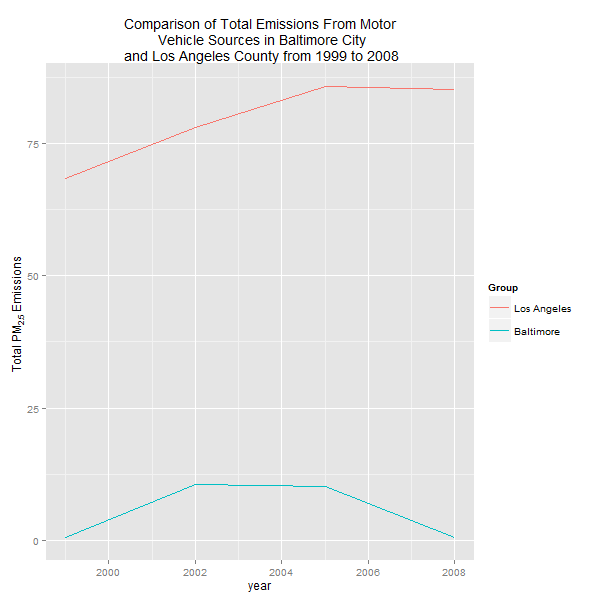 Comparison of Total Emissions From Motor
Vehicle Sources in Baltimore City
and Los Angeles County from 1999 to 2008
75
50
25
0
Total PM25 Emissions
2000 2002 2004 2006 2008
year
Group
Los Angeles
Baltimore